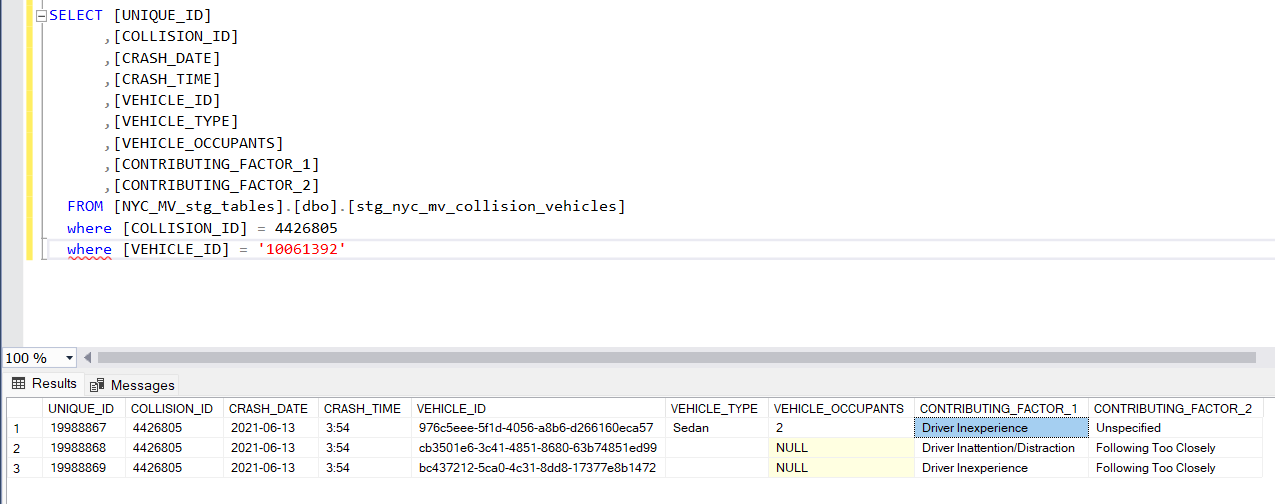 SELECT [UNIQUE_ID]
,[COLLISION_ID]
,[CRASH_DATE]
,[CRASH_TIME]
,[VEHICLE_ID]
,[VEHICLE_TYPE]
,[VEHICLE_OCCUPANTS]
,[CONTRIBUTING_FACTOR_1]
,[CONTRIBUTING_FACTOR_2]
FROM [NYC_MV_stg_tables].[dbo].[stg_nyc_mv_collision_vehicles]
where [COLLISION_ID] = 4426805
where [VEHICLE_ID] = '10061392'
100 %
Results Messages
UNIQUE_ID COLLISION_ID CRASH_DATE CRASH_TIME VEHICLE_ID VEHICLE_TYPE VEHICLE_OCCUPANTS CONTRIBUTING_FACTOR_1 CONTRIBUTING_FACTOR_2
1 19988867 4426805 2021-06-13 3:54 976c5eee-5f1d-4056-a8b6-d266160eca57 Sedan 2 Driver Inexperience Unspecified
2 19988868 4426805 2021-06-13 3:54 cb3501e6-3c41-4851-8680-63b74851ed99 NULL Driver Inattention/Distraction Following Too Closely
3 19988869 4426805 2021-06-13 3:54 bc437212-5ca0-4c31-8dd8-17377e8b1472 NULL Driver Inexperience Following Too Closely